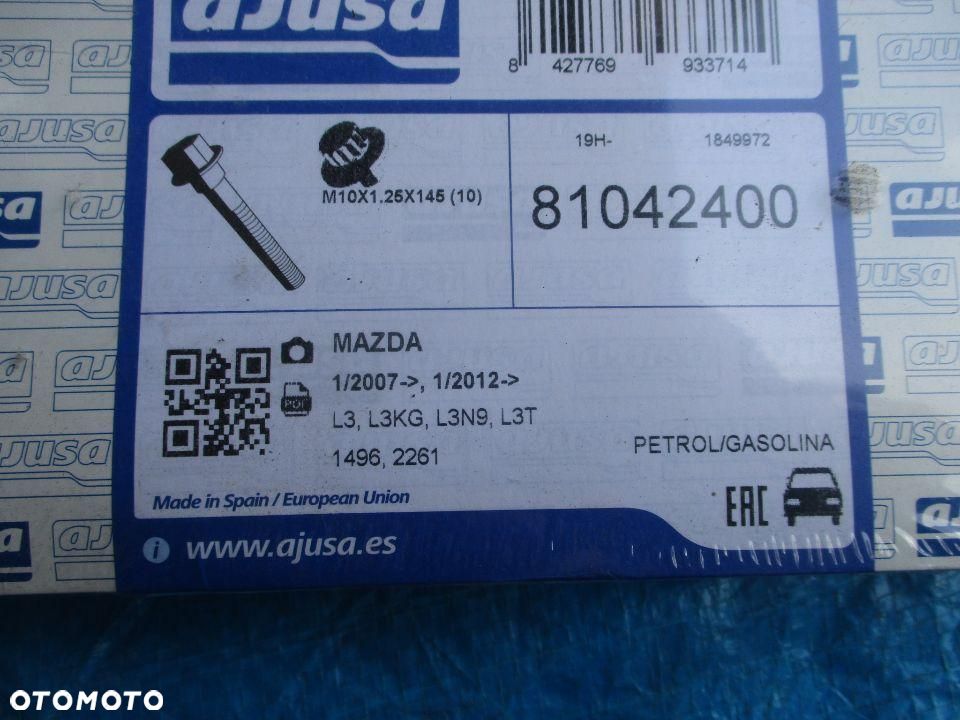 ajusa
8 427769 933714
19H- 1849972
M10X1.25X145 (10)
81042400
MAZDA
1/2007->, 1/2012->
PDF
L3, L3KG, L3N9, L3T
1496, 2261
PETROL/GASOLINA
Made in Spain / European Union
EAC
i www.ajusa.es
OTOMOTO